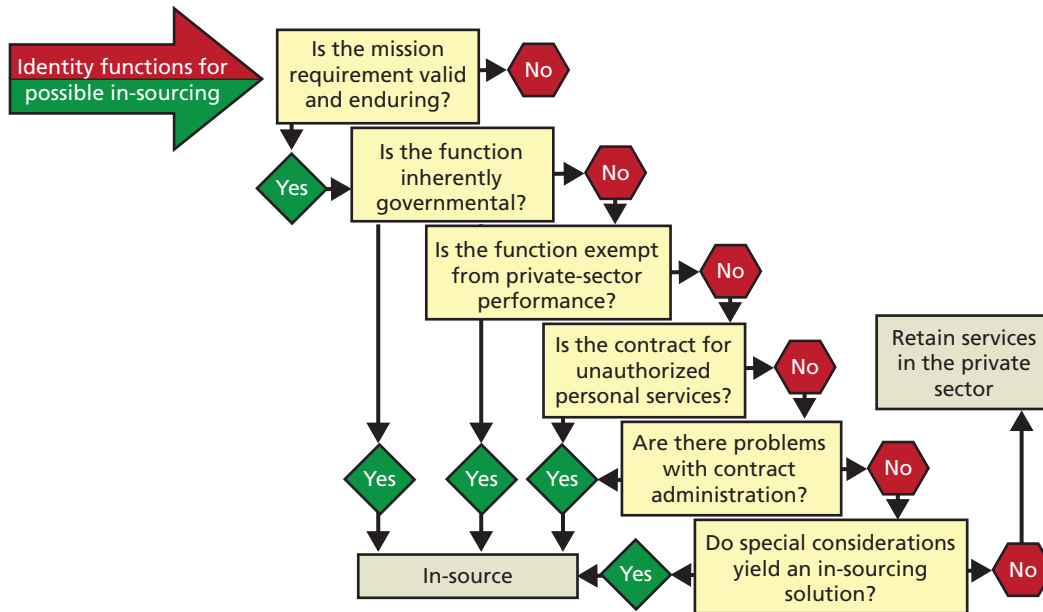 Identity functions for
possible in-sourcing
Is the mission
requirement valid
and enduring?
No
Yes
Is the function
inherently
governmental?
No
Is the function exempt
from private-sector
performance?
No
Is the contract for
unauthorized
personal services?
No
Retain services
in the private
sector
Yes
Yes
Yes
Are there problems
with contract
administration?
No
In-source
Yes
Do special considerations
yield an in-sourcing
solution?
No